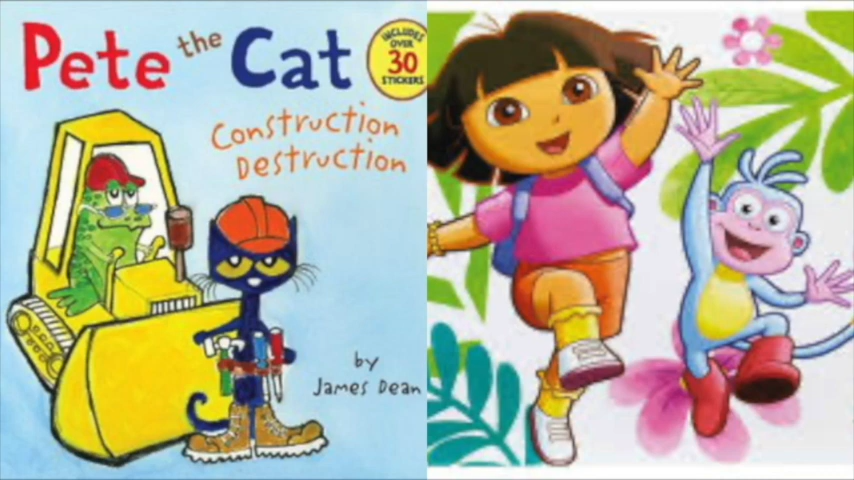 Pete the Cat
INCLUDES
OVER
30
STICKERS
Construction
Destruction
by
James Dean